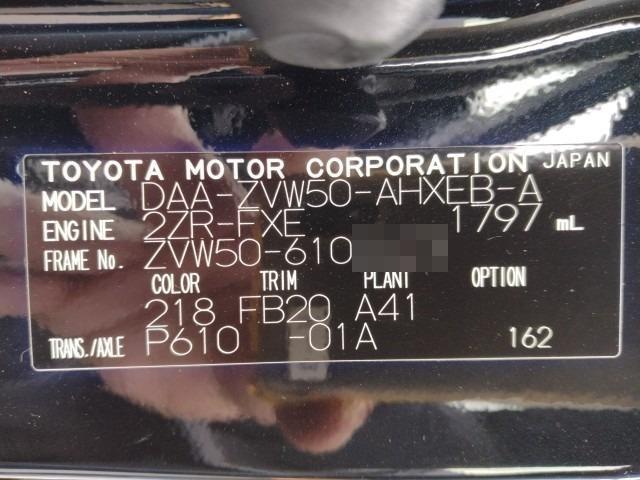 TOYOTA MOTOR CORPORATION JAPAN
MODEL DAA-ZVW50-AHXEB-A
ENGINE 2ZR-FXE 1797 mL
FRAME No. ZVW50-610
COLOR TRIM PLANT OPTION
218 FB20 A41
TRANS./AXLE P610 -01A 162